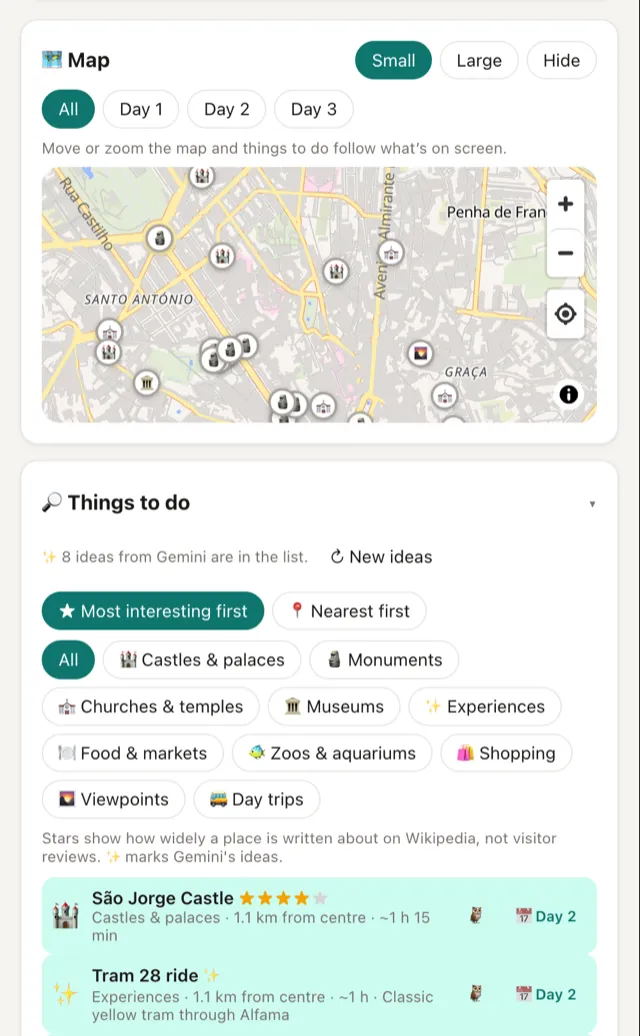 Map
Small
Large
Hide
All
Day 1
Day 2
Day 3
Move or zoom the map and things to do follow what's on screen.
Rua Castilho
Aveni
Almirante
Penha de Fran
SANTO ANTÓNIO
GRAÇA
Things to do
8 ideas from Gemini are in the list.
New ideas
Most interesting first
Nearest first
All
Castles & palaces
Monuments
Churches & temples
Museums
Experiences
Food & markets
Zoos & aquariums
Shopping
Viewpoints
Day trips
Stars show how widely a place is written about on Wikipedia, not visitor
reviews. ✨ marks Gemini's ideas.
São Jorge Castle
Castles & palaces · 1.1 km from centre · ~1 h 15
min
17
Day 2
Tram 28 ride
Experiences · 1.1 km from centre · ~1 h · Classic
yellow tram through Alfama
17
Day 2